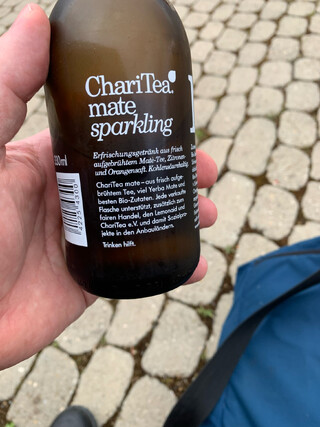 ChariTea
mate
sparkling
Erfrischungsgetränk aus frisch
aufgebrühtem Mate-Tee, Zitronen-
und Orangensaft. Kohlensäurehaltig.
330ml
ChariTea mate – aus frisch aufge-
brühtem Tee, viel Yerba Mate und
besten Bio-Zutaten. Jede verkaufte
Flasche unterstützt, zusätzlich zum
fairen Handel, den Lemonaid und
ChariTea e.V. und damit Sozialpro-
jekte in den Anbauländern.
Trinken hilft.